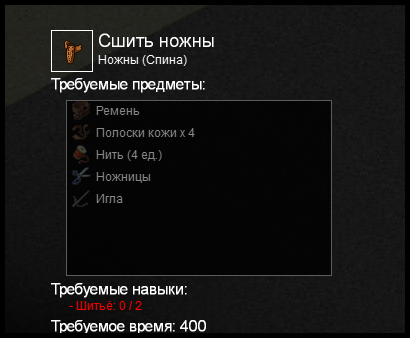 Сшить ножны
Ножны (Спина)
Требуемые предметы:
Ремень
Полоски кожи x 4
Нить (4 ед.)
Ножницы
Игла
Требуемые навыки:
- Шитьё: 0 / 2
Требуемое время: 400